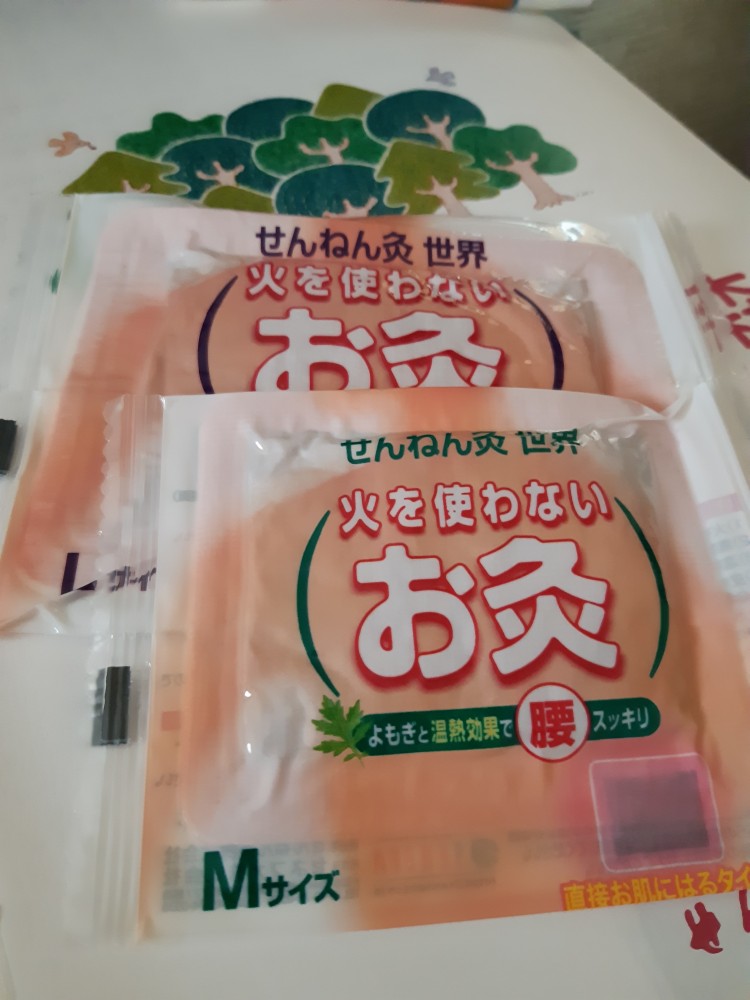 せんねん灸 世界
火を使わない
お灸
せんねん灸 世界
火を使わない
お灸
よもぎと温熱効果で腰スッキリ
Mサイズ
直接お肌にはるタイ